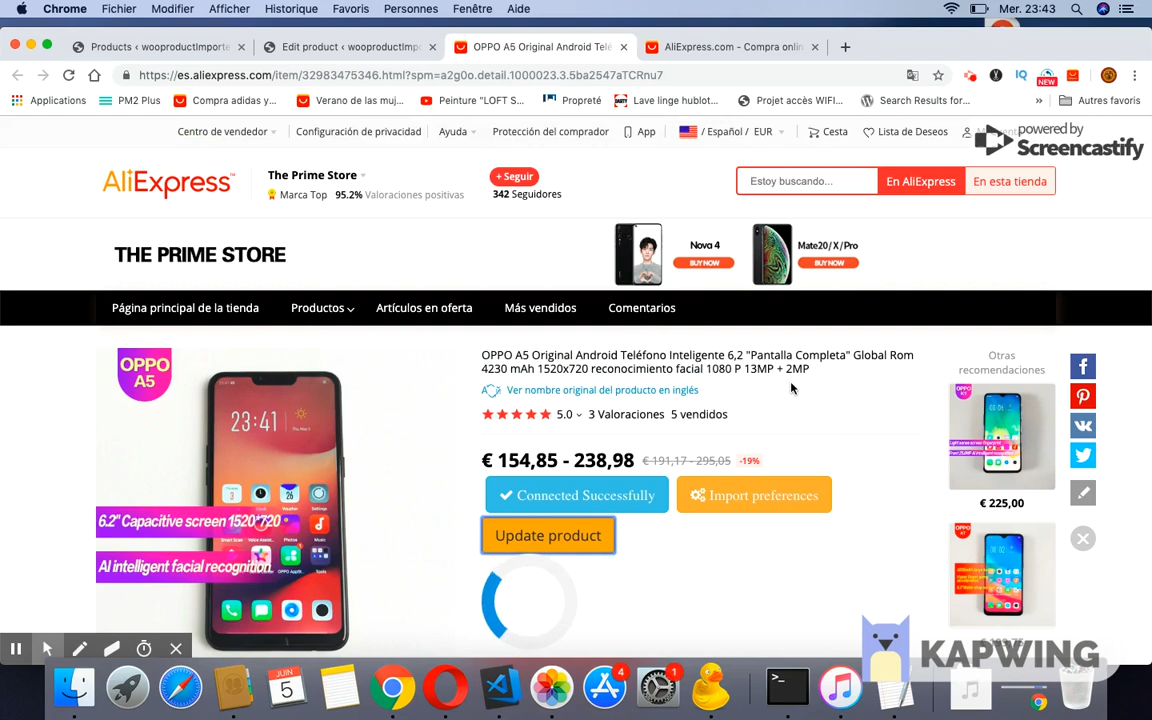 Chrome Fichier Modifier Afficher Historique Favoris Personnes Fenêtre Aide Mer. 23:43
Products ‹ wooproductImporte Edit product ‹ wooproductImpo OPPO A5 Original Android Telé AliExpress.com - Compra onlin
https://es.aliexpress.com/item/32983475346.html?spm=a2g0o.detail.1000023.3.5ba2547aTCRnu7
IQ NEW
Applications PM2 Plus Compra adidas y... Verano de las muj... Peinture "LOFT S... Propreté Lave linge hublot... Projet accès WIFI... Search Results for... » Autres favoris
Centro de vendedor Configuración de privacidad Ayuda Protección del comprador App / Español / EUR Cesta Lista de Deseos
powered by
Screencastify
AliExpress™
The Prime Store
Marca Top 95.2% Valoraciones positivas
+ Seguir
342 Seguidores
Estoy buscando... En AliExpress En esta tienda
THE PRIME STORE
Nova 4
BUY NOW
Mate20/X/Pro
BUY NOW
Página principal de la tienda Productos Artículos en oferta Más vendidos Comentarios
OPPO
A5
23:41
6.2" Capacitive screen 1520*720
AI intelligent facial recognition
OPPO A5 Original Android Teléfono Inteligente 6,2 "Pantalla Completa" Global Rom
4230 mAh 1520x720 reconocimiento facial 1080 P 13MP + 2MP
Ver nombre original del producto en inglés
5.0 3 Valoraciones 5 vendidos
€ 154,85 - 238,98 € 191,17 - 295,05 -19%
Connected Successfully Import preferences
Update product
Otras
recomendaciones
€ 225,00
KAPWING
JUIN
5
4
1